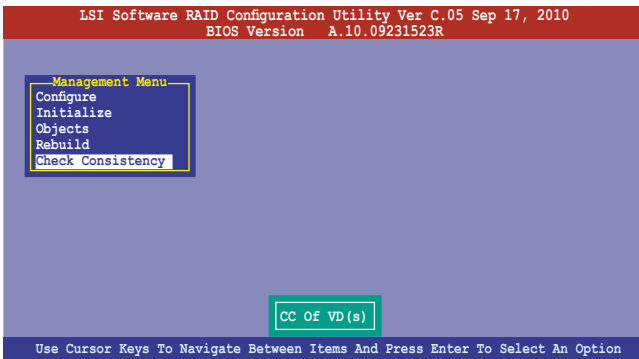 LSI Software RAID Configuration Utility Ver C.05 Sep 17, 2010
BIOS Version A.10.09231523R
Management Menu
Configure
Initialize
Objects
Rebuild
Check Consistency
CC Of VD(s)
Use Cursor Keys To Navigate Between Items And Press Enter To Select An Option